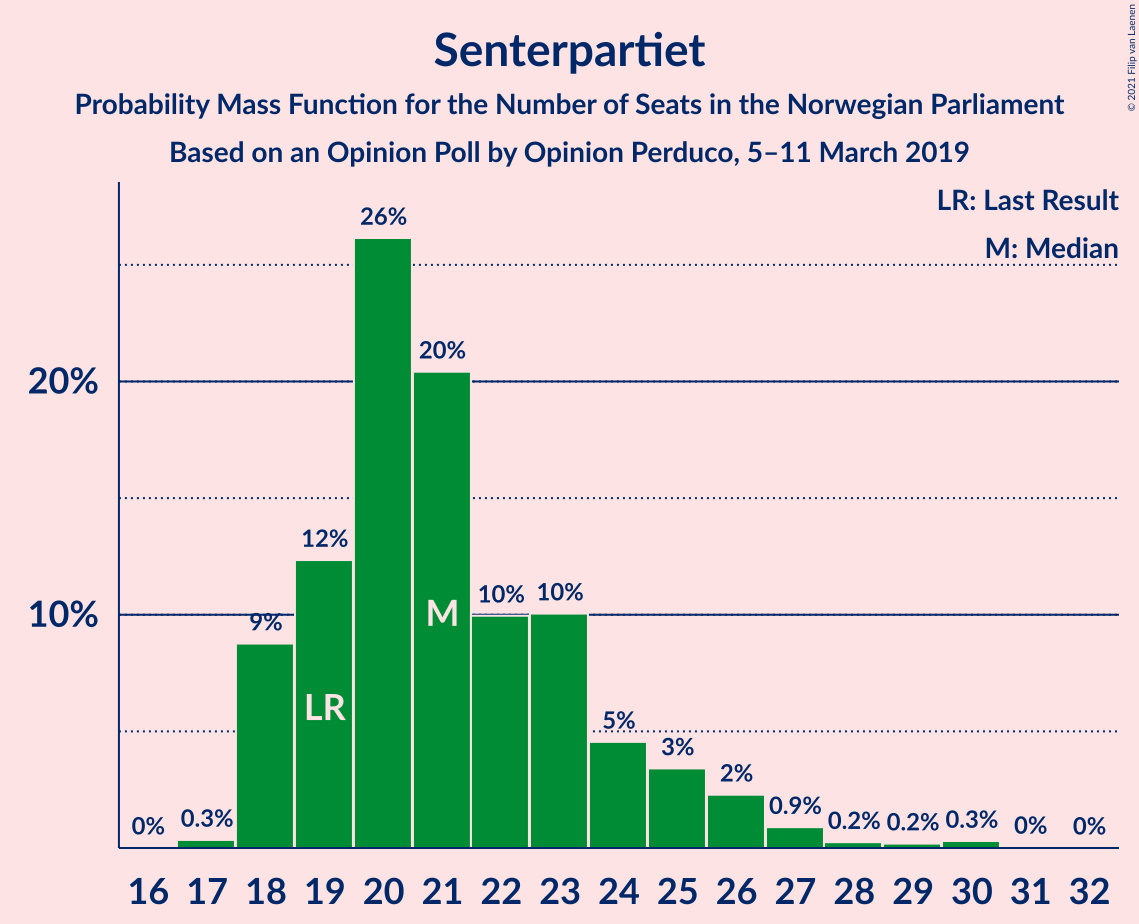 Senterpartiet
Probability Mass Function for the Number of Seats in the Norwegian Parliament
Based on an Opinion Poll by Opinion Perduco, 5–11 March 2019
© 2021 Filip van Laenen
LR: Last Result
M: Median
26%
20%
20%
12%
10%
10%
9%
10%
M
LR
5%
3%
2%
0.9%
0%
0.3%
0.2%
0.2%
0.3%
0%
0%
16 17 18 19 20 21 22 23 24 25 26 27 28 29 30 31 32